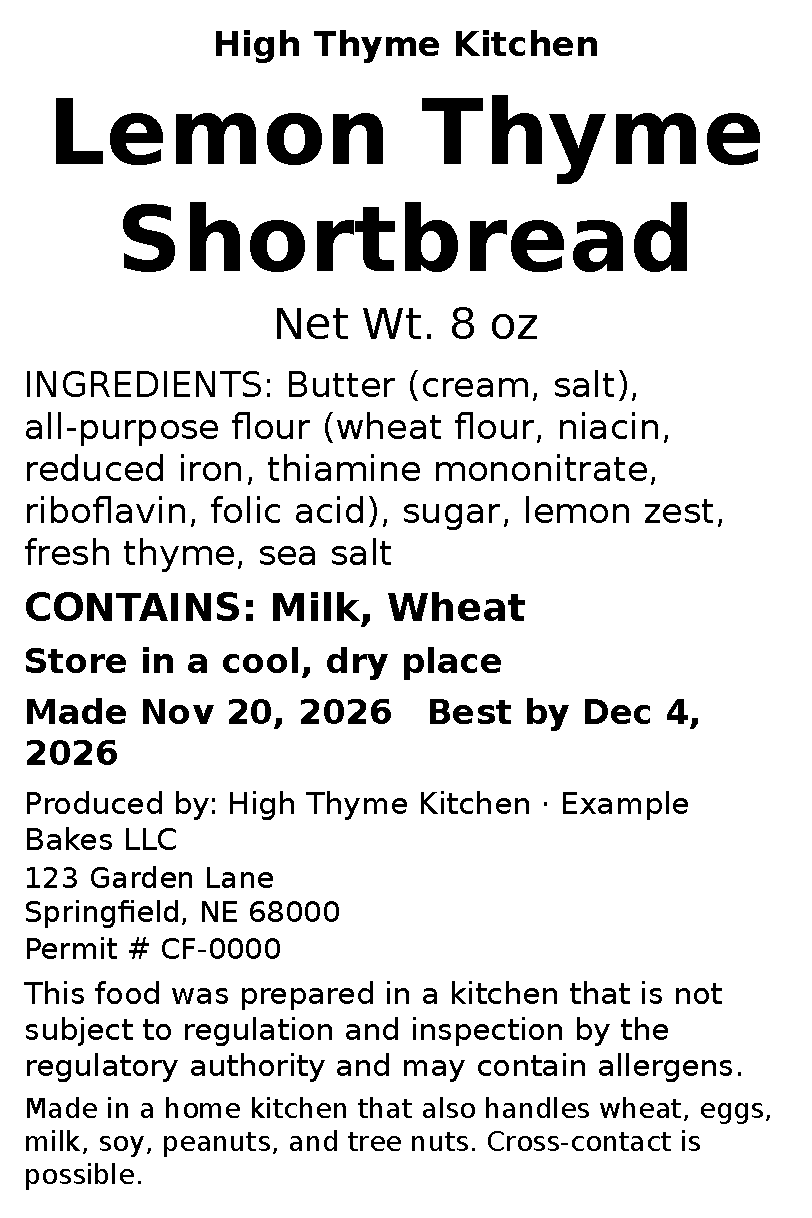 High Thyme Kitchen
Lemon Thyme
Shortbread
Net Wt. 8 oz
INGREDIENTS: Butter (cream, salt),
all-purpose flour (wheat flour, niacin,
reduced iron, thiamine mononitrate,
riboflavin, folic acid), sugar, lemon zest,
fresh thyme, sea salt
CONTAINS: Milk, Wheat
Store in a cool, dry place
Made Nov 20, 2026   Best by Dec 4,
2026
Produced by: High Thyme Kitchen · Example
Bakes LLC
123 Garden Lane
Springfield, NE 68000
Permit # CF-0000
This food was prepared in a kitchen that is not
subject to regulation and inspection by the
regulatory authority and may contain allergens.
Made in a home kitchen that also handles wheat, eggs,
milk, soy, peanuts, and tree nuts. Cross-contact is
possible.